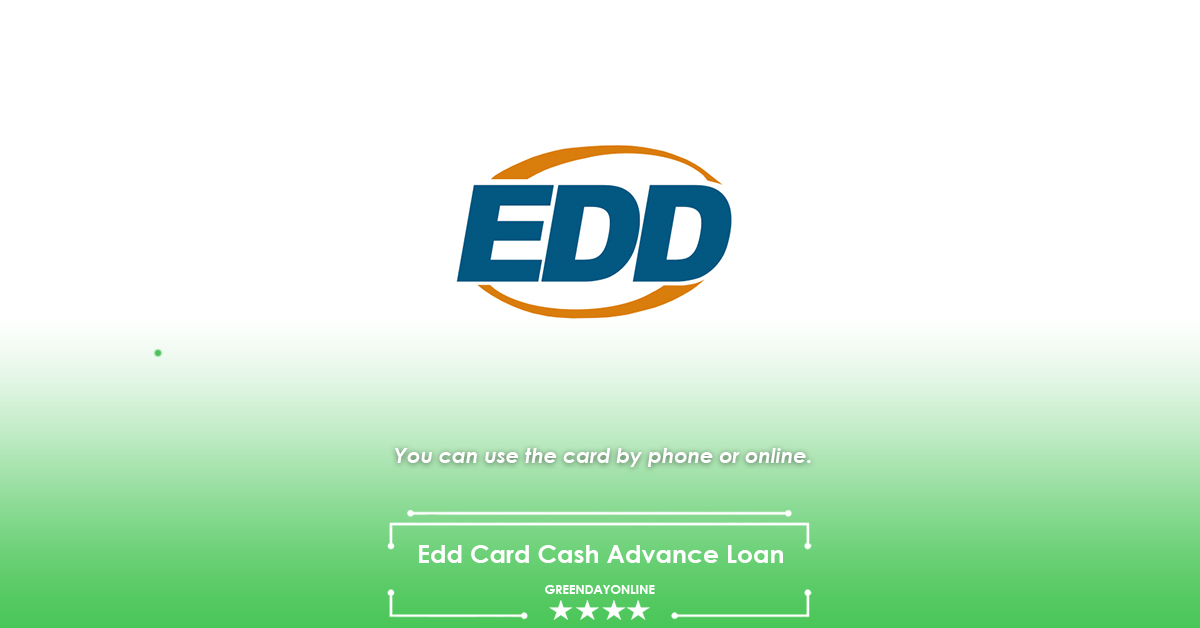 EDD
You can use the card by phone or online.
Edd Card Cash Advance Loan
GREENDAYONLINE